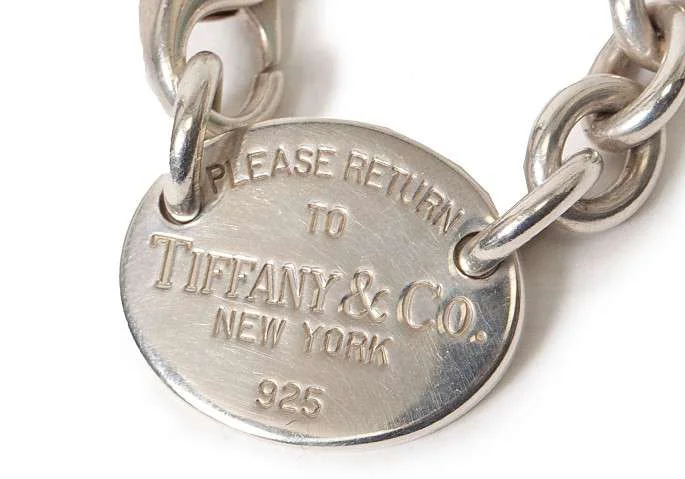 PLEASE RETURN
TO
TIFFANY & CO.
NEW YORK
925